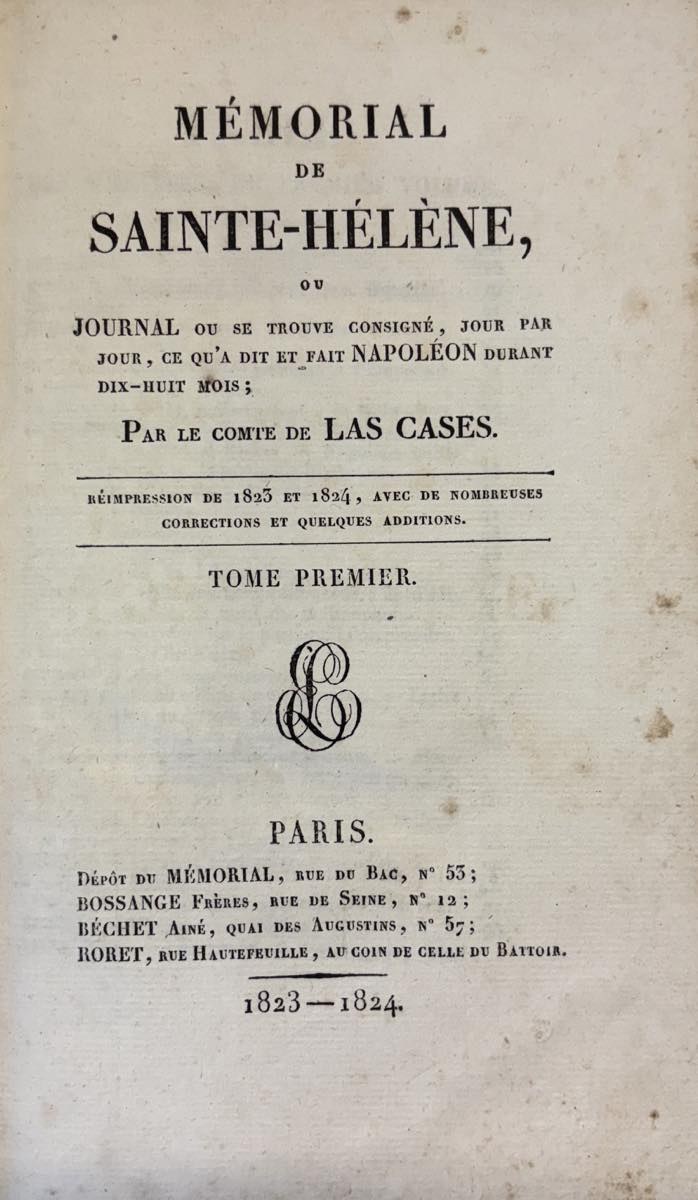 MÉMORIAL
DE
SAINTE-HÉLÈNE,
OU
JOURNAL OU SE TROUVE CONSIGNÉ, JOUR PAR
JOUR, CE QU'A DIT ET FAIT NAPOLÉON DURANT
DIX-HUIT MOIS;
PAR LE COMTE DE LAS CASES.
RÉIMPRESSION DE 1823 ET 1824, AVEC DE NOMBREUSES
CORRECTIONS ET QUELQUES ADDITIONS.
TOME PREMIER.
PARIS.
DÉPÔT DU MÉMORIAL, RUE DU BAC, N° 53;
BOSSANGE FRÈRES, RUE DE SEINE, N° 12;
BÉCHET AINÉ, QUAI DES AUGUSTINS, N° 57;
RORET, RUE HAUTEFEUILLE, AU COIN DE CELLE DU BATTOIR.
1823—1824.